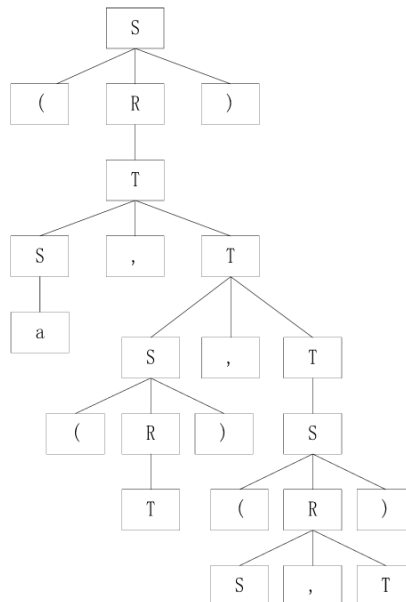 S
( R )
T
S , T
a
S , T
( R ) S
T ( R )
S , T